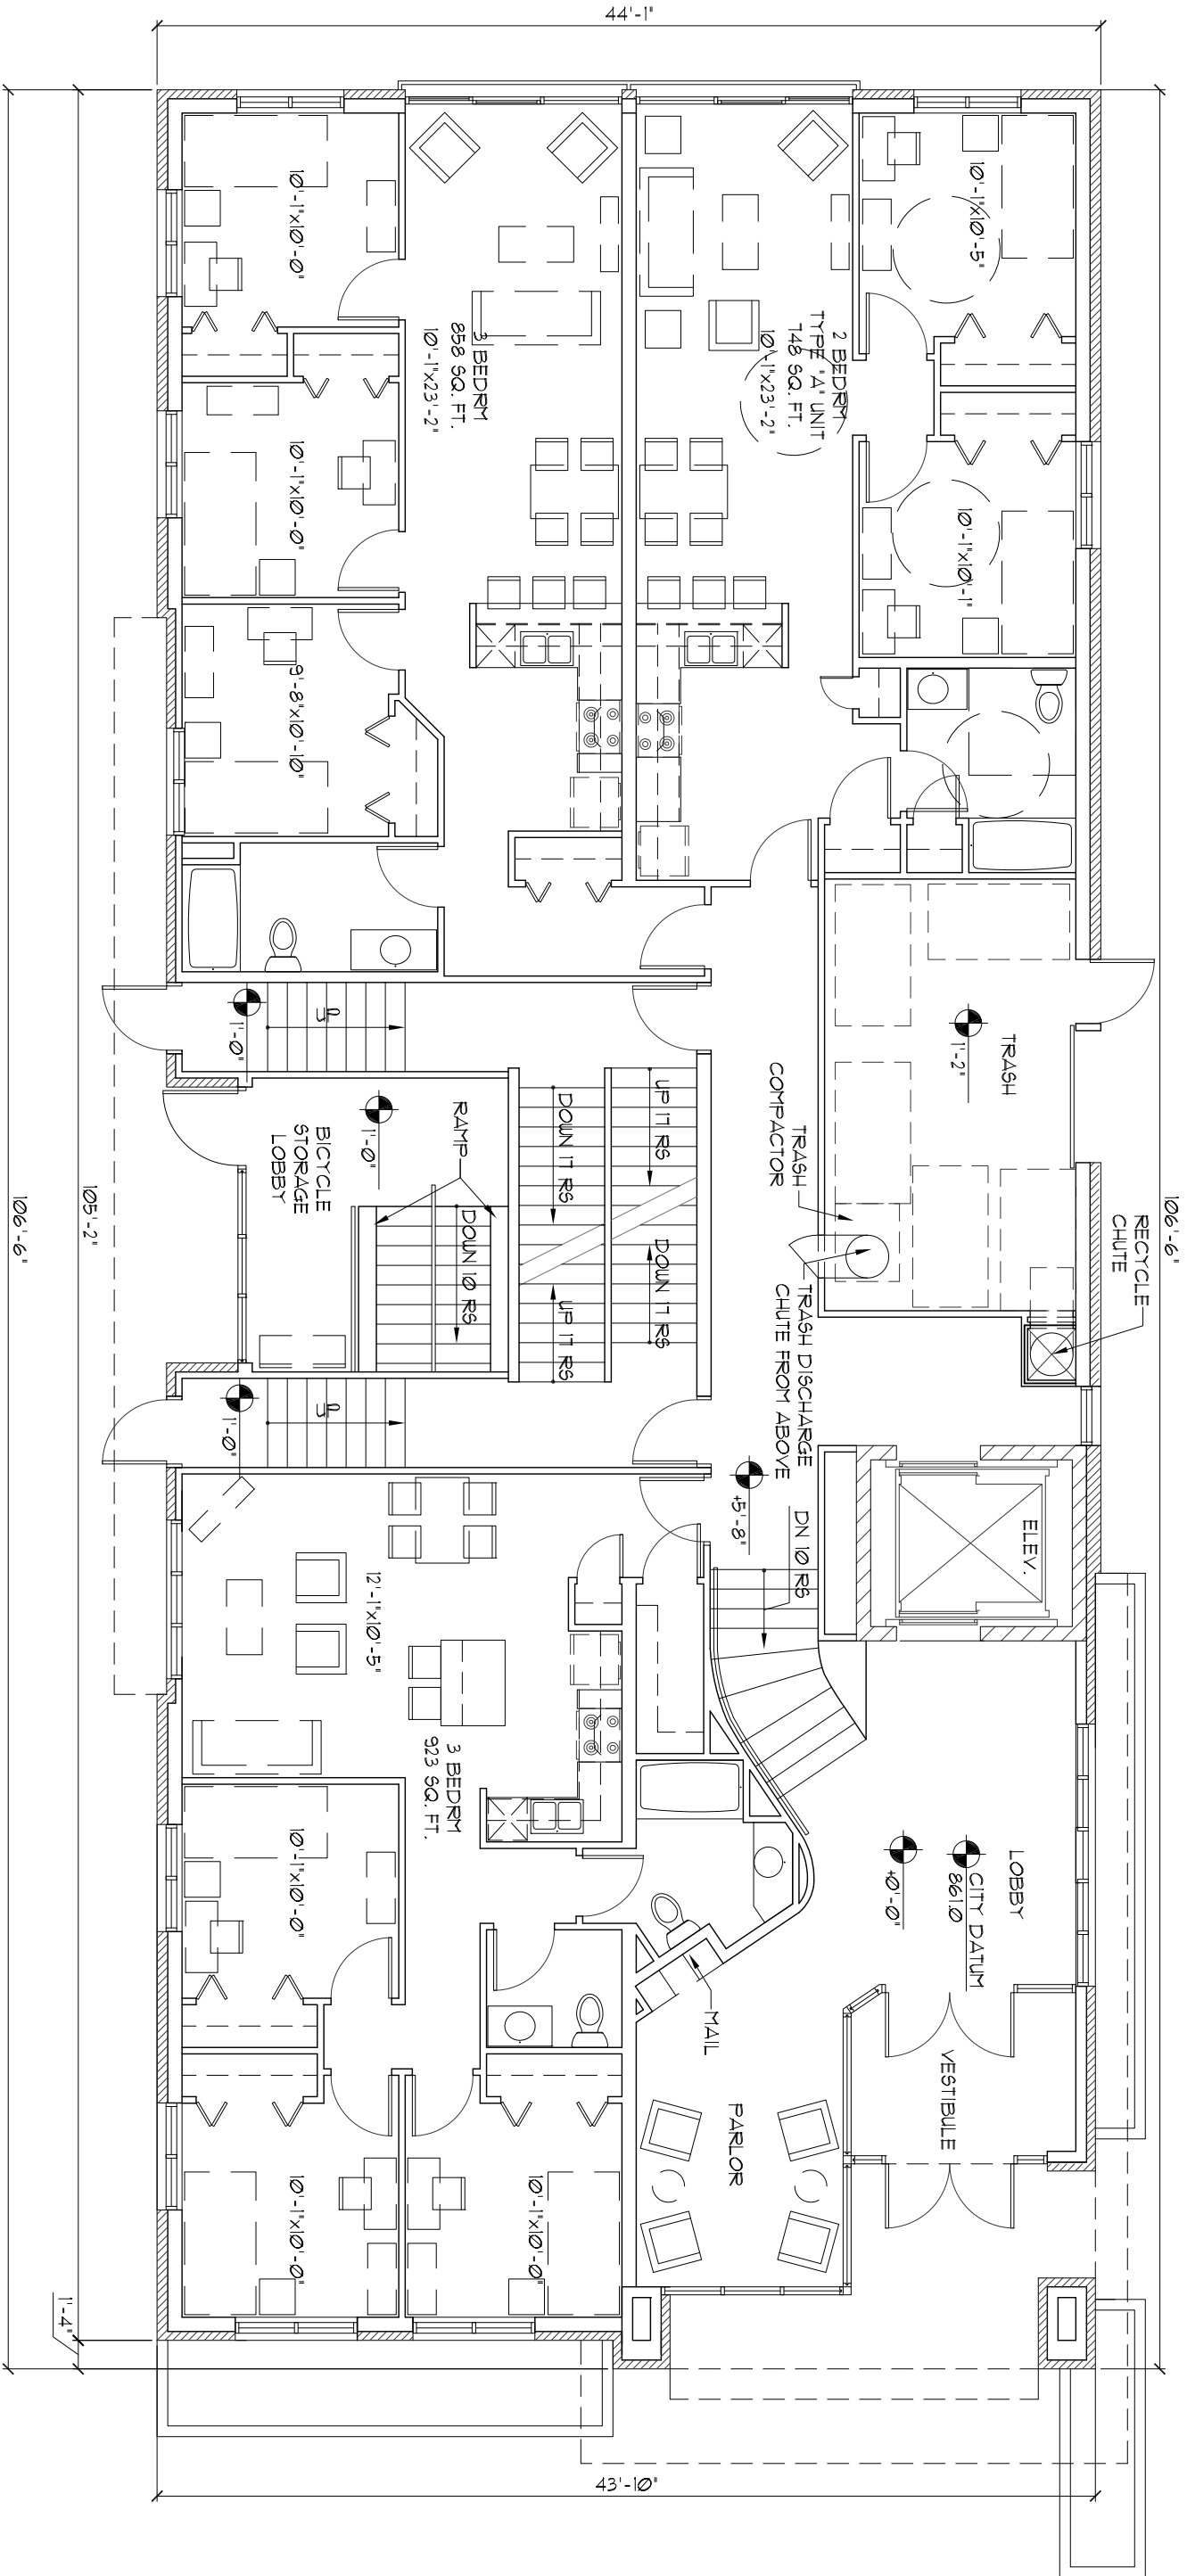 44'-1"
106'-6"
10'-1"x10'-5"
2 BEDRM
TYPE "A" UNIT
748 SQ. FT.
10'-1"x23'-2"
3 BEDRM
858 SQ. FT.
10'-1"x23'-2"
10'-1"x10'-0"
10'-1"x10'-1"
10'-1"x10'-0"
9'-8"x10'-10"
TRASH
1'-2"
TRASH
COMPACTOR
RECYCLE
CHUTE
TRASH DISCHARGE
CHUTE FROM ABOVE
UP
1'-0"
UP 17 RS
DOWN 17 RS
DOWN 17 RS
UP 17 RS
RAMP
DOWN 10 RS
1'-0"
BICYCLE
STORAGE
LOBBY
UP
1'-0"
105'-2"
106'-6"
ELEV.
+5'-8"
DN 10 RS
12'-1"x10'-5"
3 BEDRM
923 SQ. FT.
LOBBY
CITY DATUM
861.0
+0'-0"
MAIL
VESTIBULE
PARLOR
10'-1"x10'-0"
10'-1"x10'-0"
10'-1"x10'-0"
1'-4"
43'-10"